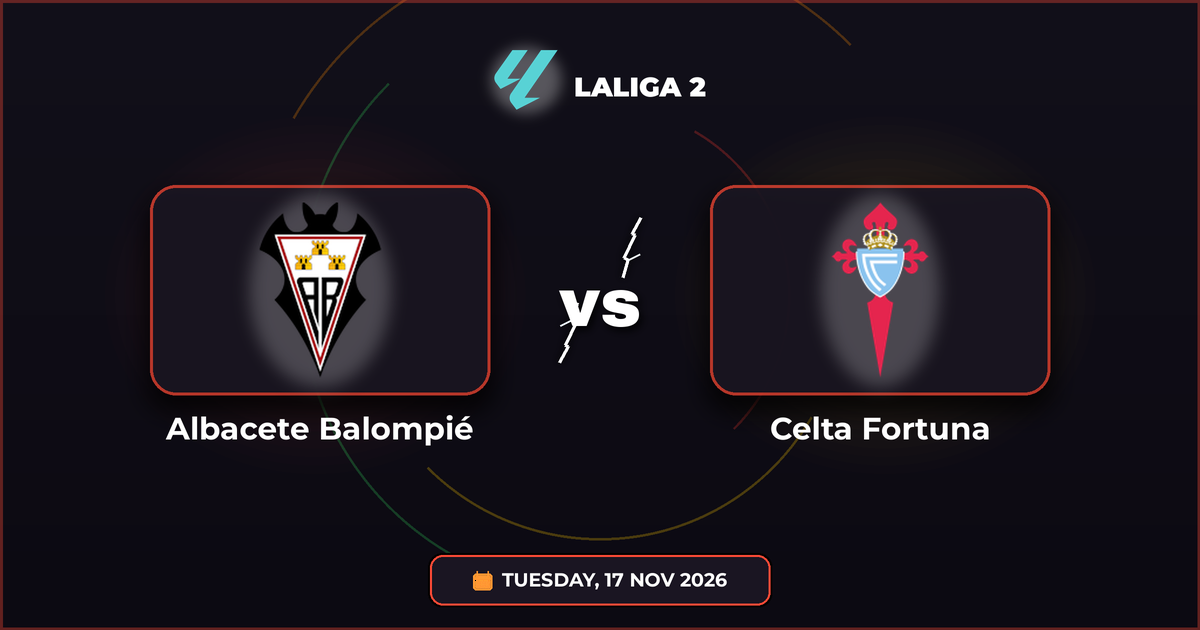 LALIGA 2
VS
Albacete Balompié
Celta Fortuna
TUESDAY, 17 NOV 2026